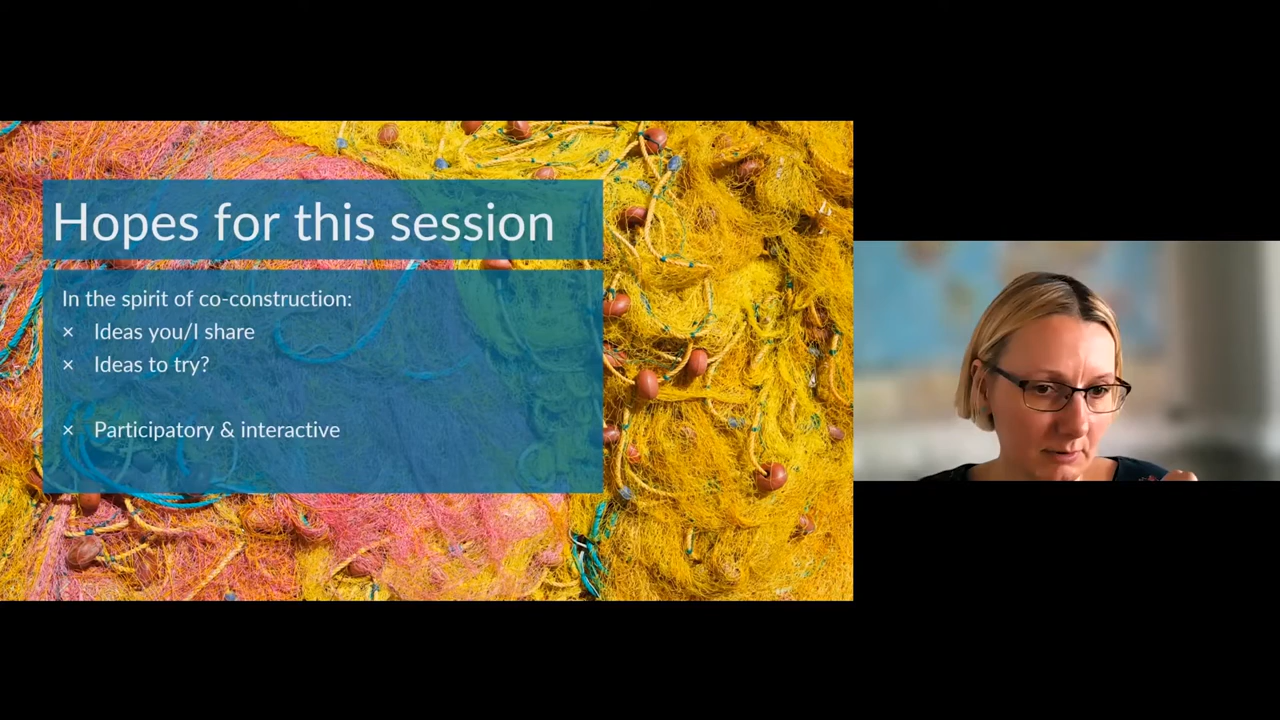 Hopes for this session
In the spirit of co-construction:
× Ideas you/I share
× Ideas to try?
× Participatory & interactive